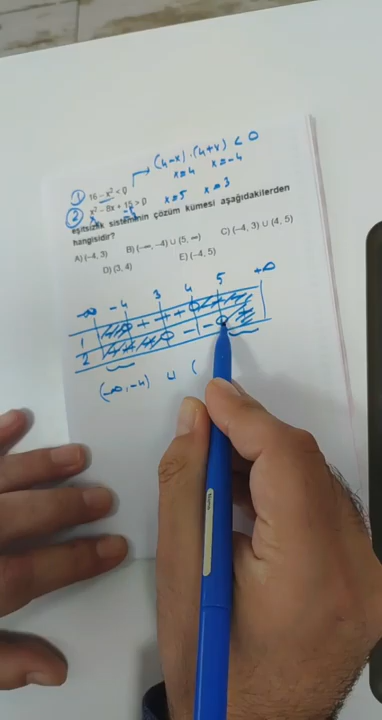 ① 16 – x² < 0 → (4-x).(4+x) < 0
x=4 x=-4
② x² – 8x + 15 > 0 x=5 x=3
x -5
eşitsizlik sisteminin çözüm kümesi aşağıdakilerden
hangisidir?
A) (–4, 3) B) (–∞, –4) ∪ (5, ∞) C) (–4, 3) ∪ (4, 5)
D) (3, 4) E) (–4, 5)
-∞ -4 3 4 5 +∞
1 + + +
2 - -
(-∞,-4) ∪ (